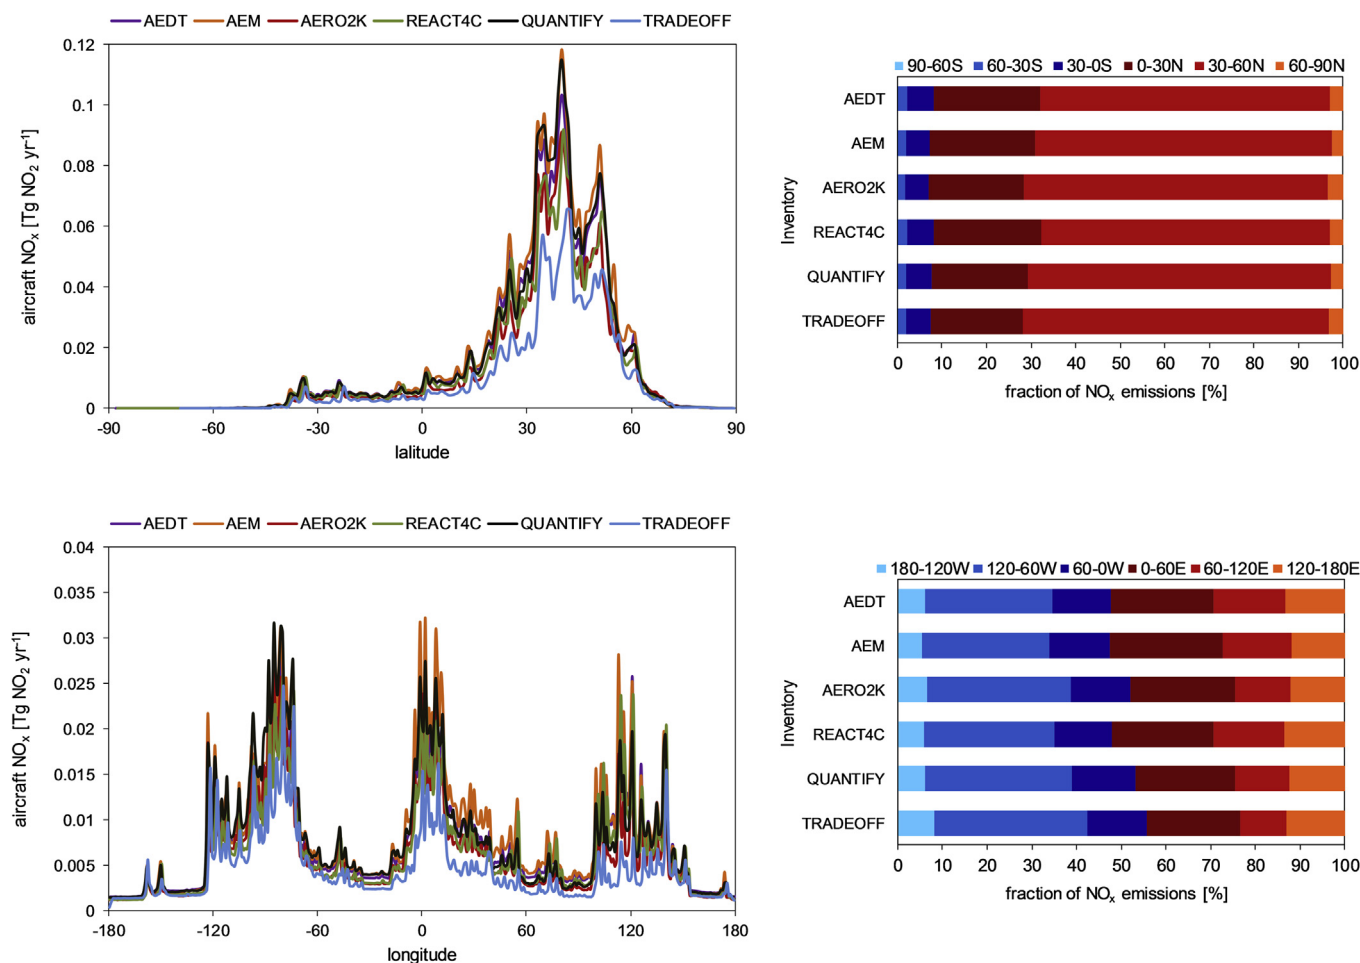 AEDT AEM AERO2K REACT4C QUANTIFY TRADEOFF
0.12
0.1
0.08
0.06
0.04
0.02
0
aircraft NOx [Tg NO2 yr-1]
-90 -60 -30 0 30 60 90
lalitude
90-60S 60-30S 30-0S 0-30N 30-60N 60-90N
AEDT
AEM
AERO2K
REACT4C
QUANTIFY
TRADEOFF
Inventory
0 10 20 30 40 50 60 70 80 90 100
fraction of NOx emissions [%]
AEDT AEM AERO2K REACT4C QUANTIFY TRADEOFF
0.04
0.035
0.03
0.025
0.02
0.015
0.01
0.005
0
aircraft NOx [Tg NO2 yr-1]
-180 -120 -60 0 60 120 180
longitude
180-120W 120-60W 60-0W 0-60E 60-120E 120-180E
AEDT
AEM
AERO2K
REACT4C
QUANTIFY
TRADEOFF
Inventory
0 10 20 30 40 50 60 70 80 90 100
fraction of NOx emissions [%]